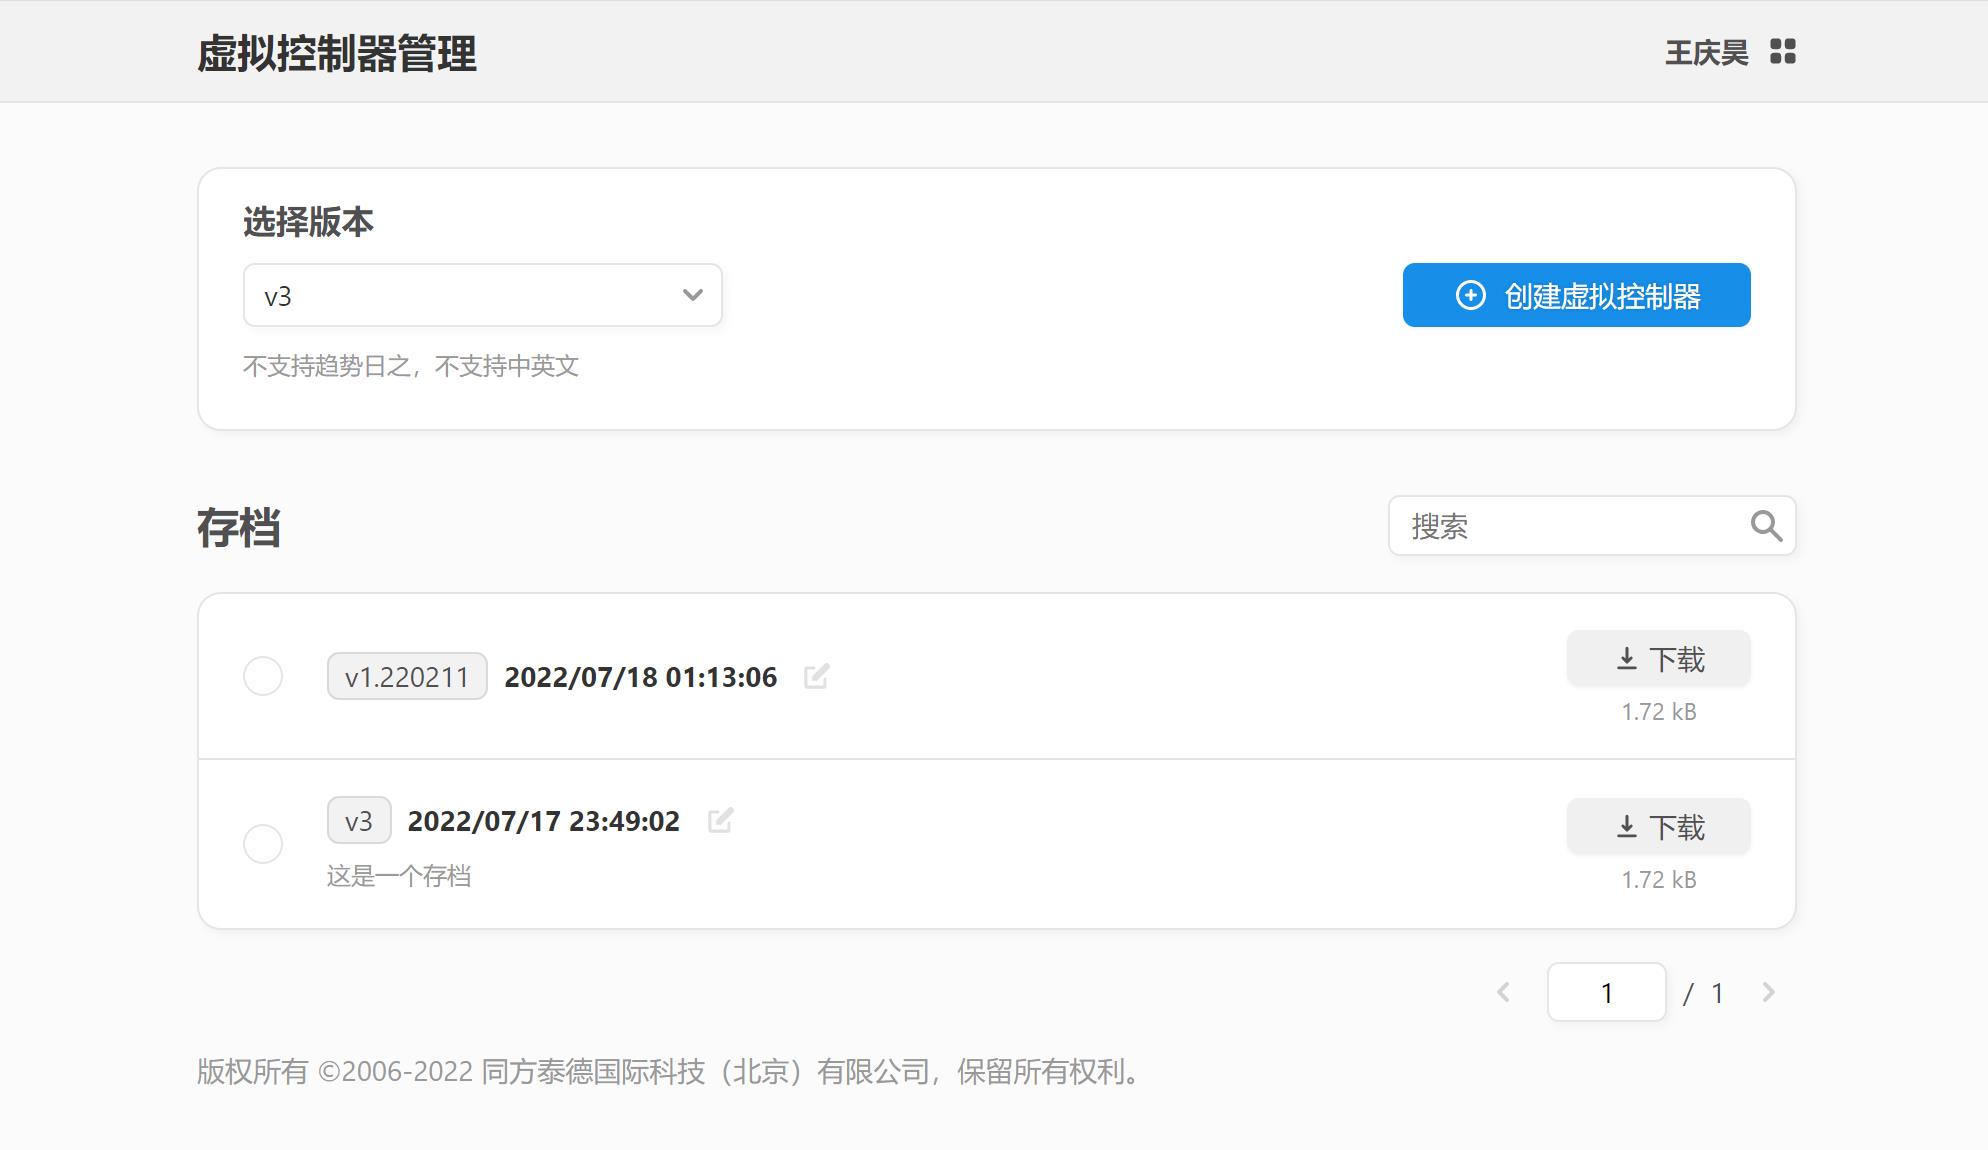 虚拟控制器管理
王庆昊
选择版本
v3
创建虚拟控制器
不支持趋势日之，不支持中英文
存档
搜索
v1.220211 2022/07/18 01:13:06
下载
1.72 kB
v3 2022/07/17 23:49:02
这是一个存档
下载
1.72 kB
1 / 1
版权所有 ©2006-2022 同方泰德国际科技（北京）有限公司，保留所有权利。